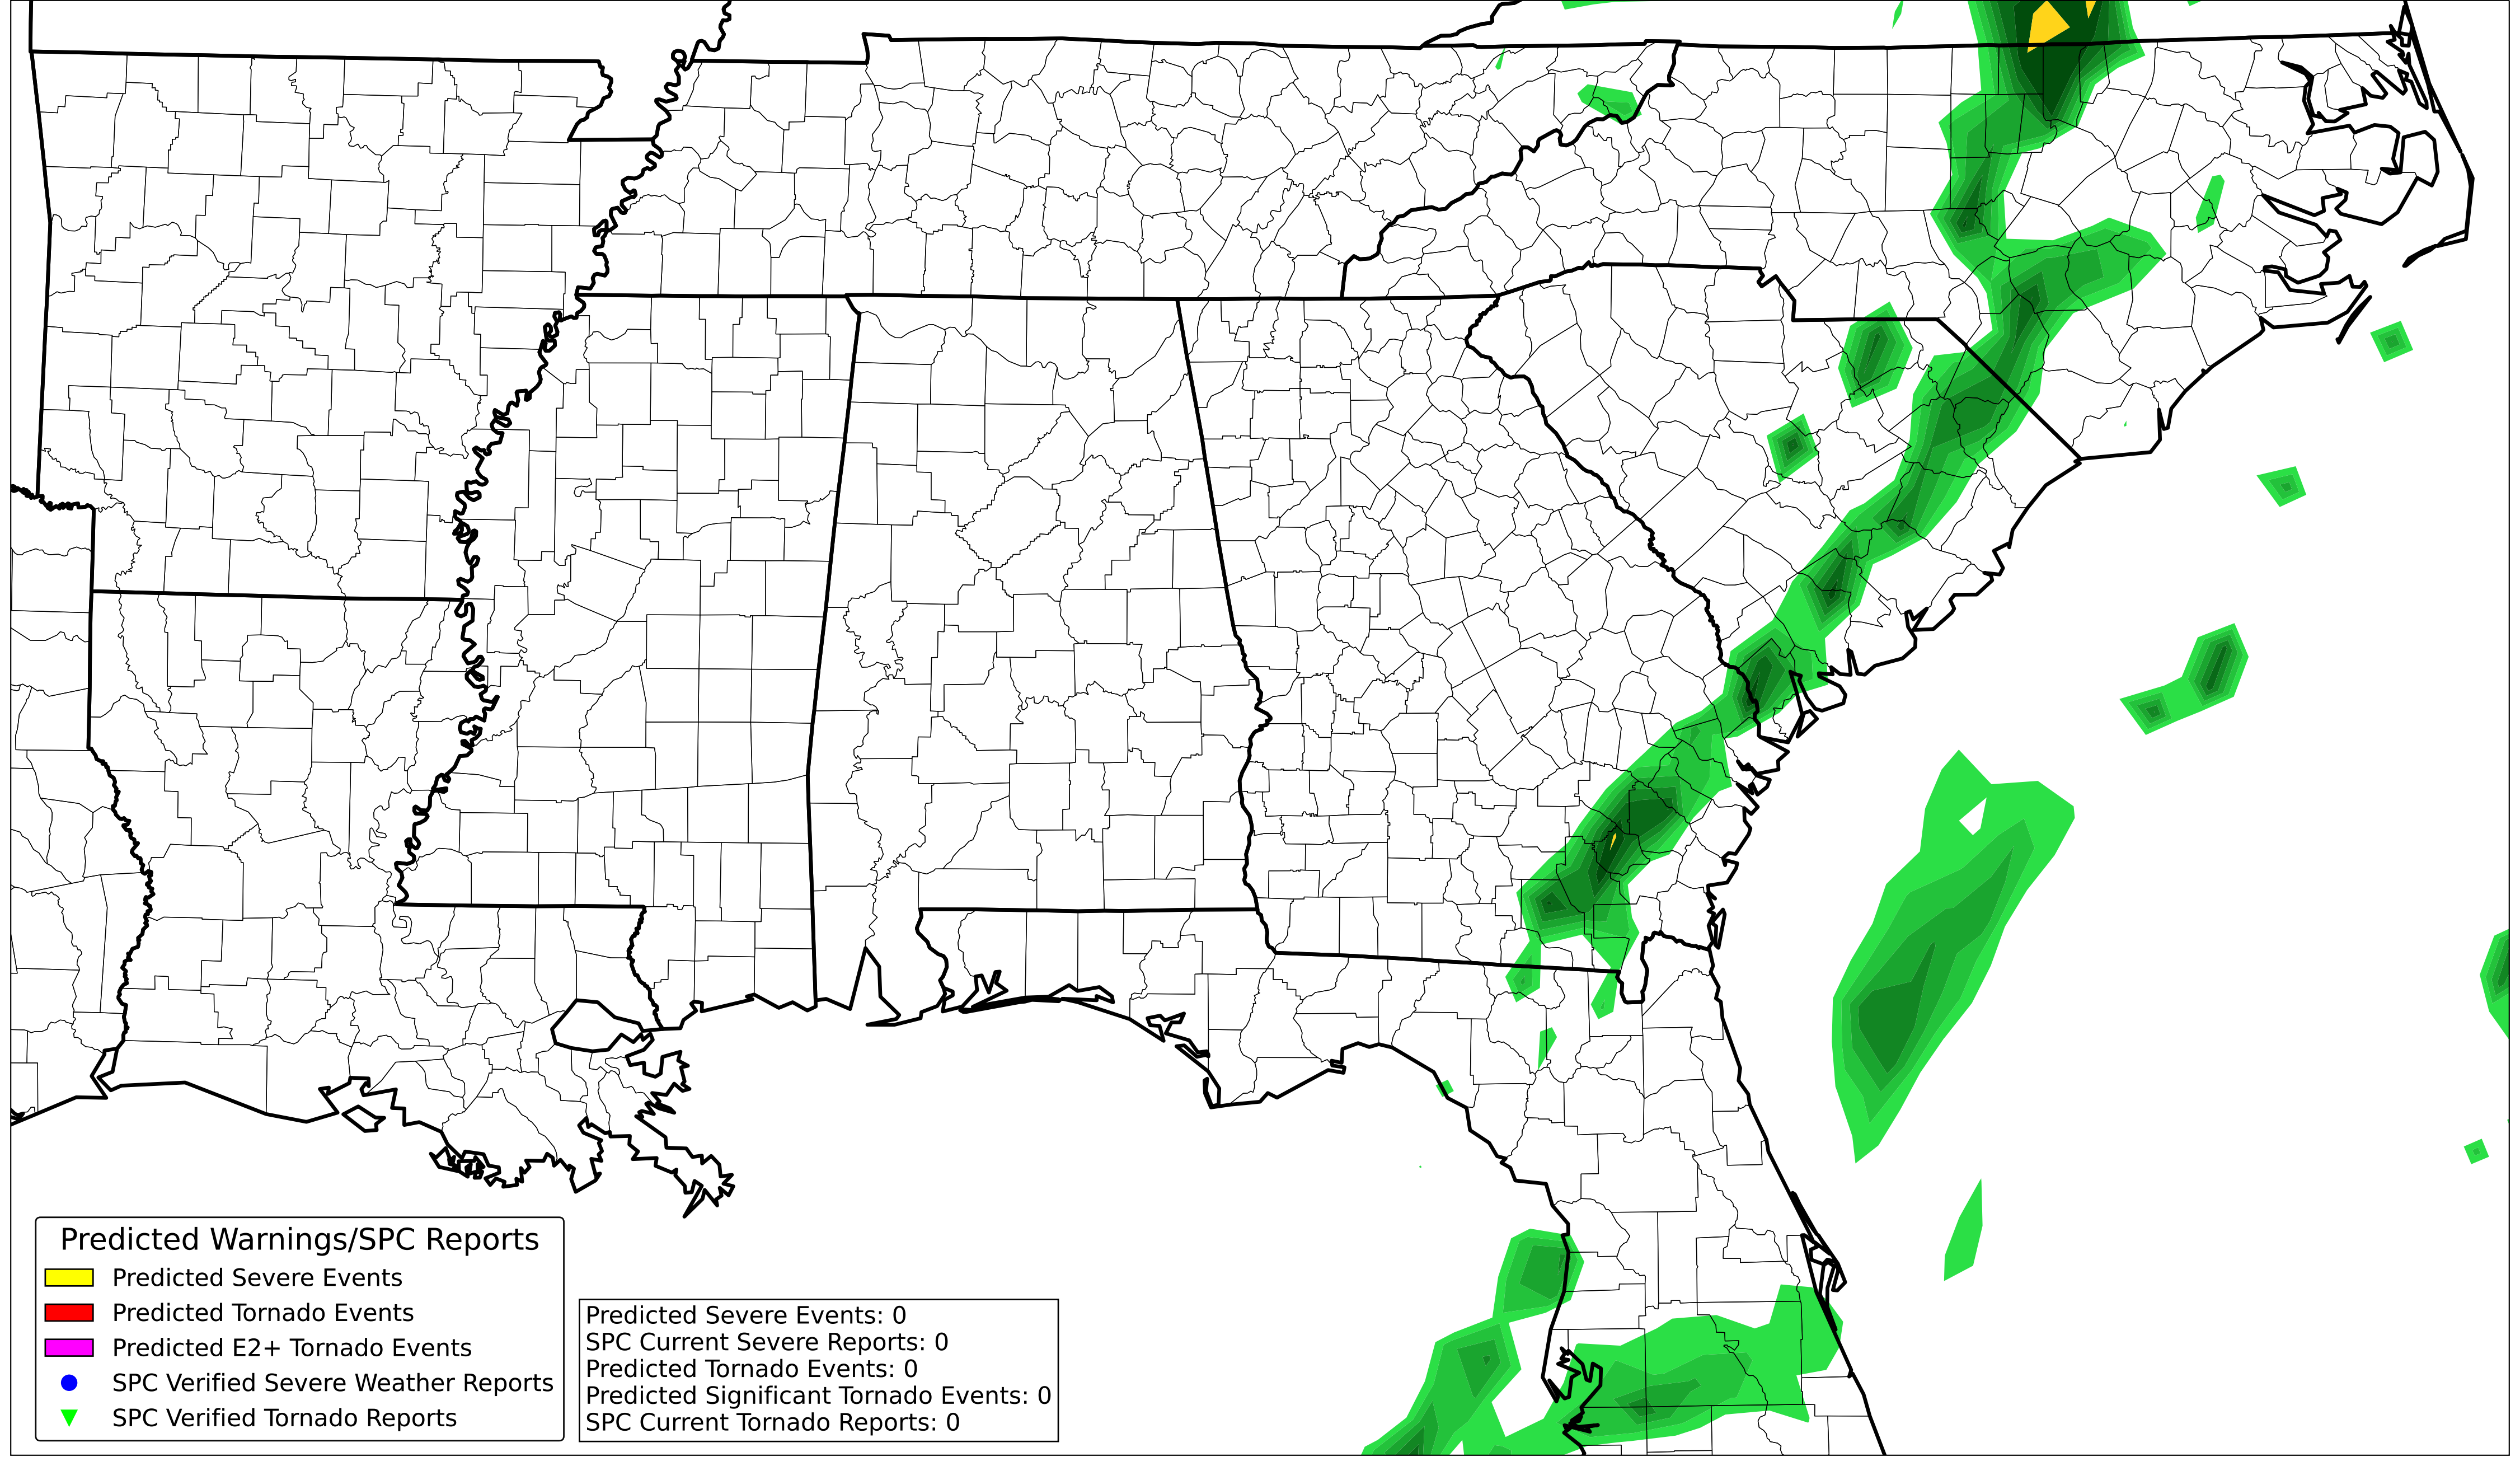 Predicted Warnings/SPC Reports
Predicted Severe Events
Predicted Tornado Events
Predicted E2+ Tornado Events
SPC Verified Severe Weather Reports
SPC Verified Tornado Reports
Predicted Severe Events: 0
SPC Current Severe Reports: 0
Predicted Tornado Events: 0
Predicted Significant Tornado Events: 0
SPC Current Tornado Reports: 0